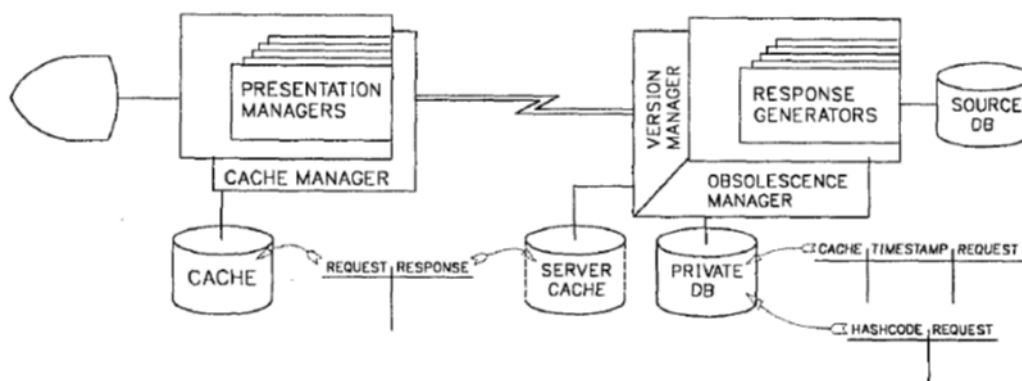 PRESENTATION
MANAGERS
CACHE MANAGER
VERSION
MANAGER
RESPONSE
GENERATORS
SOURCE
DB
OBSOLESCENCE
MANAGER
CACHE
REQUEST RESPONSE
SERVER
CACHE
PRIVATE
DB
CACHE TIMESTAMP REQUEST
HASHCODE REQUEST